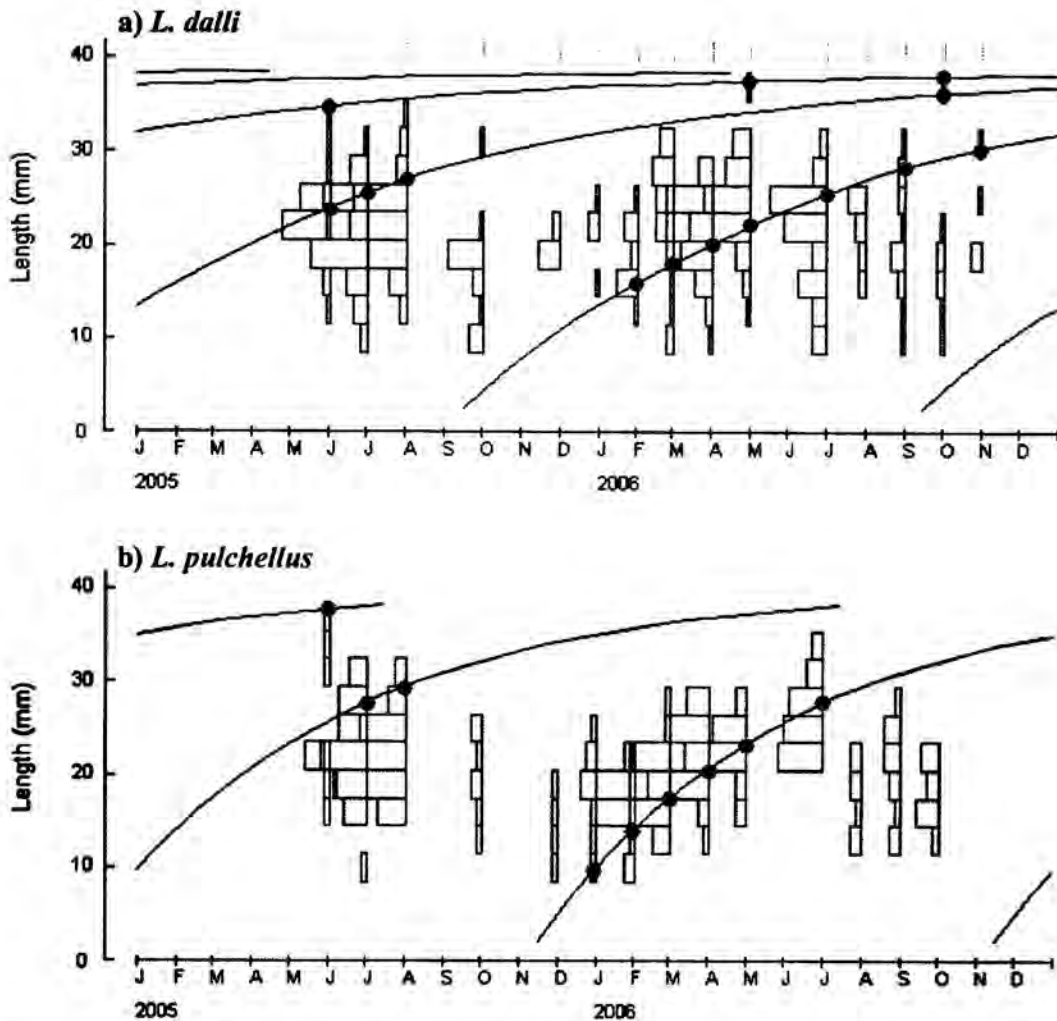 a) L. dalli
40
30
20
10
0
Length (mm)
J F M A M J J A S O N D J F M A M J J A S O N D
2005 2006
b) L. pulchellus
40
30
20
10
0
Length (mm)
J F M A M J J A S O N D J F M A M J J A S O N D
2005 2006